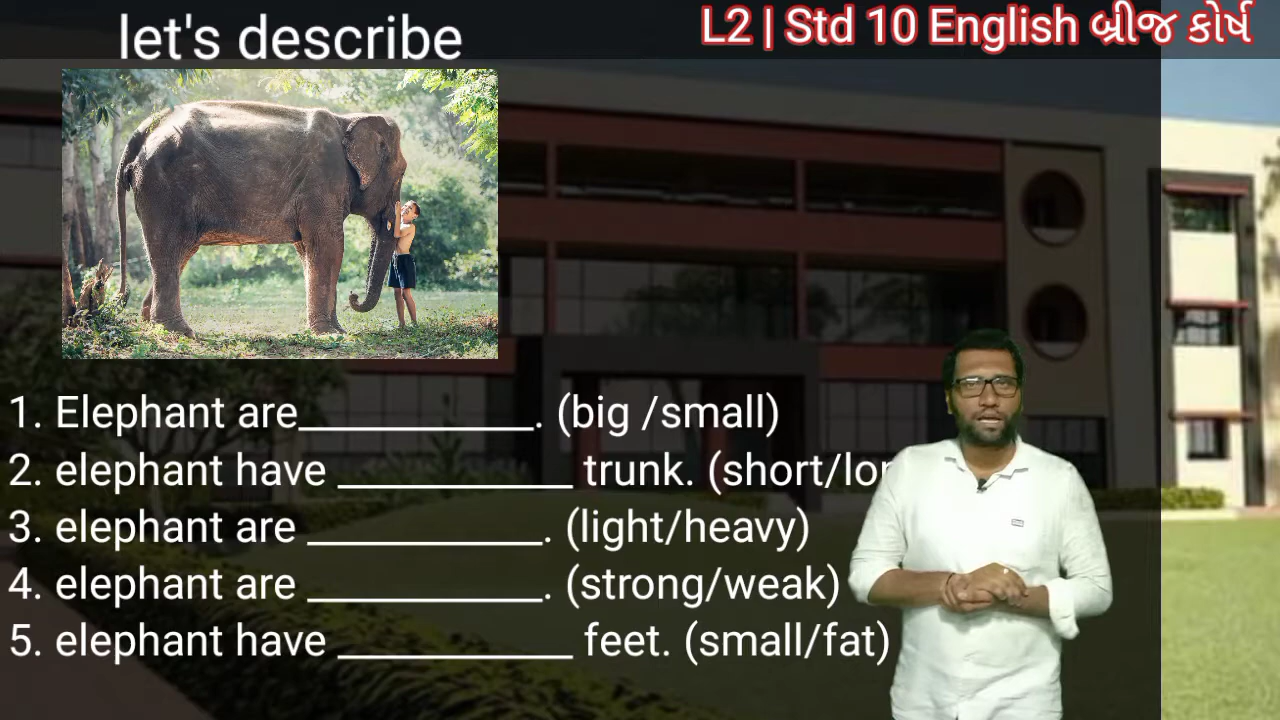 let's describe
L2 | Std 10 English બ્રીજ કોર્ષ
1. Elephant are___________. (big /small)
2. elephant have ___________ trunk. (short/
3. elephant are ___________. (light/heavy)
4. elephant are ___________. (strong/weak)
5. elephant have ___________ feet. (small/fat)